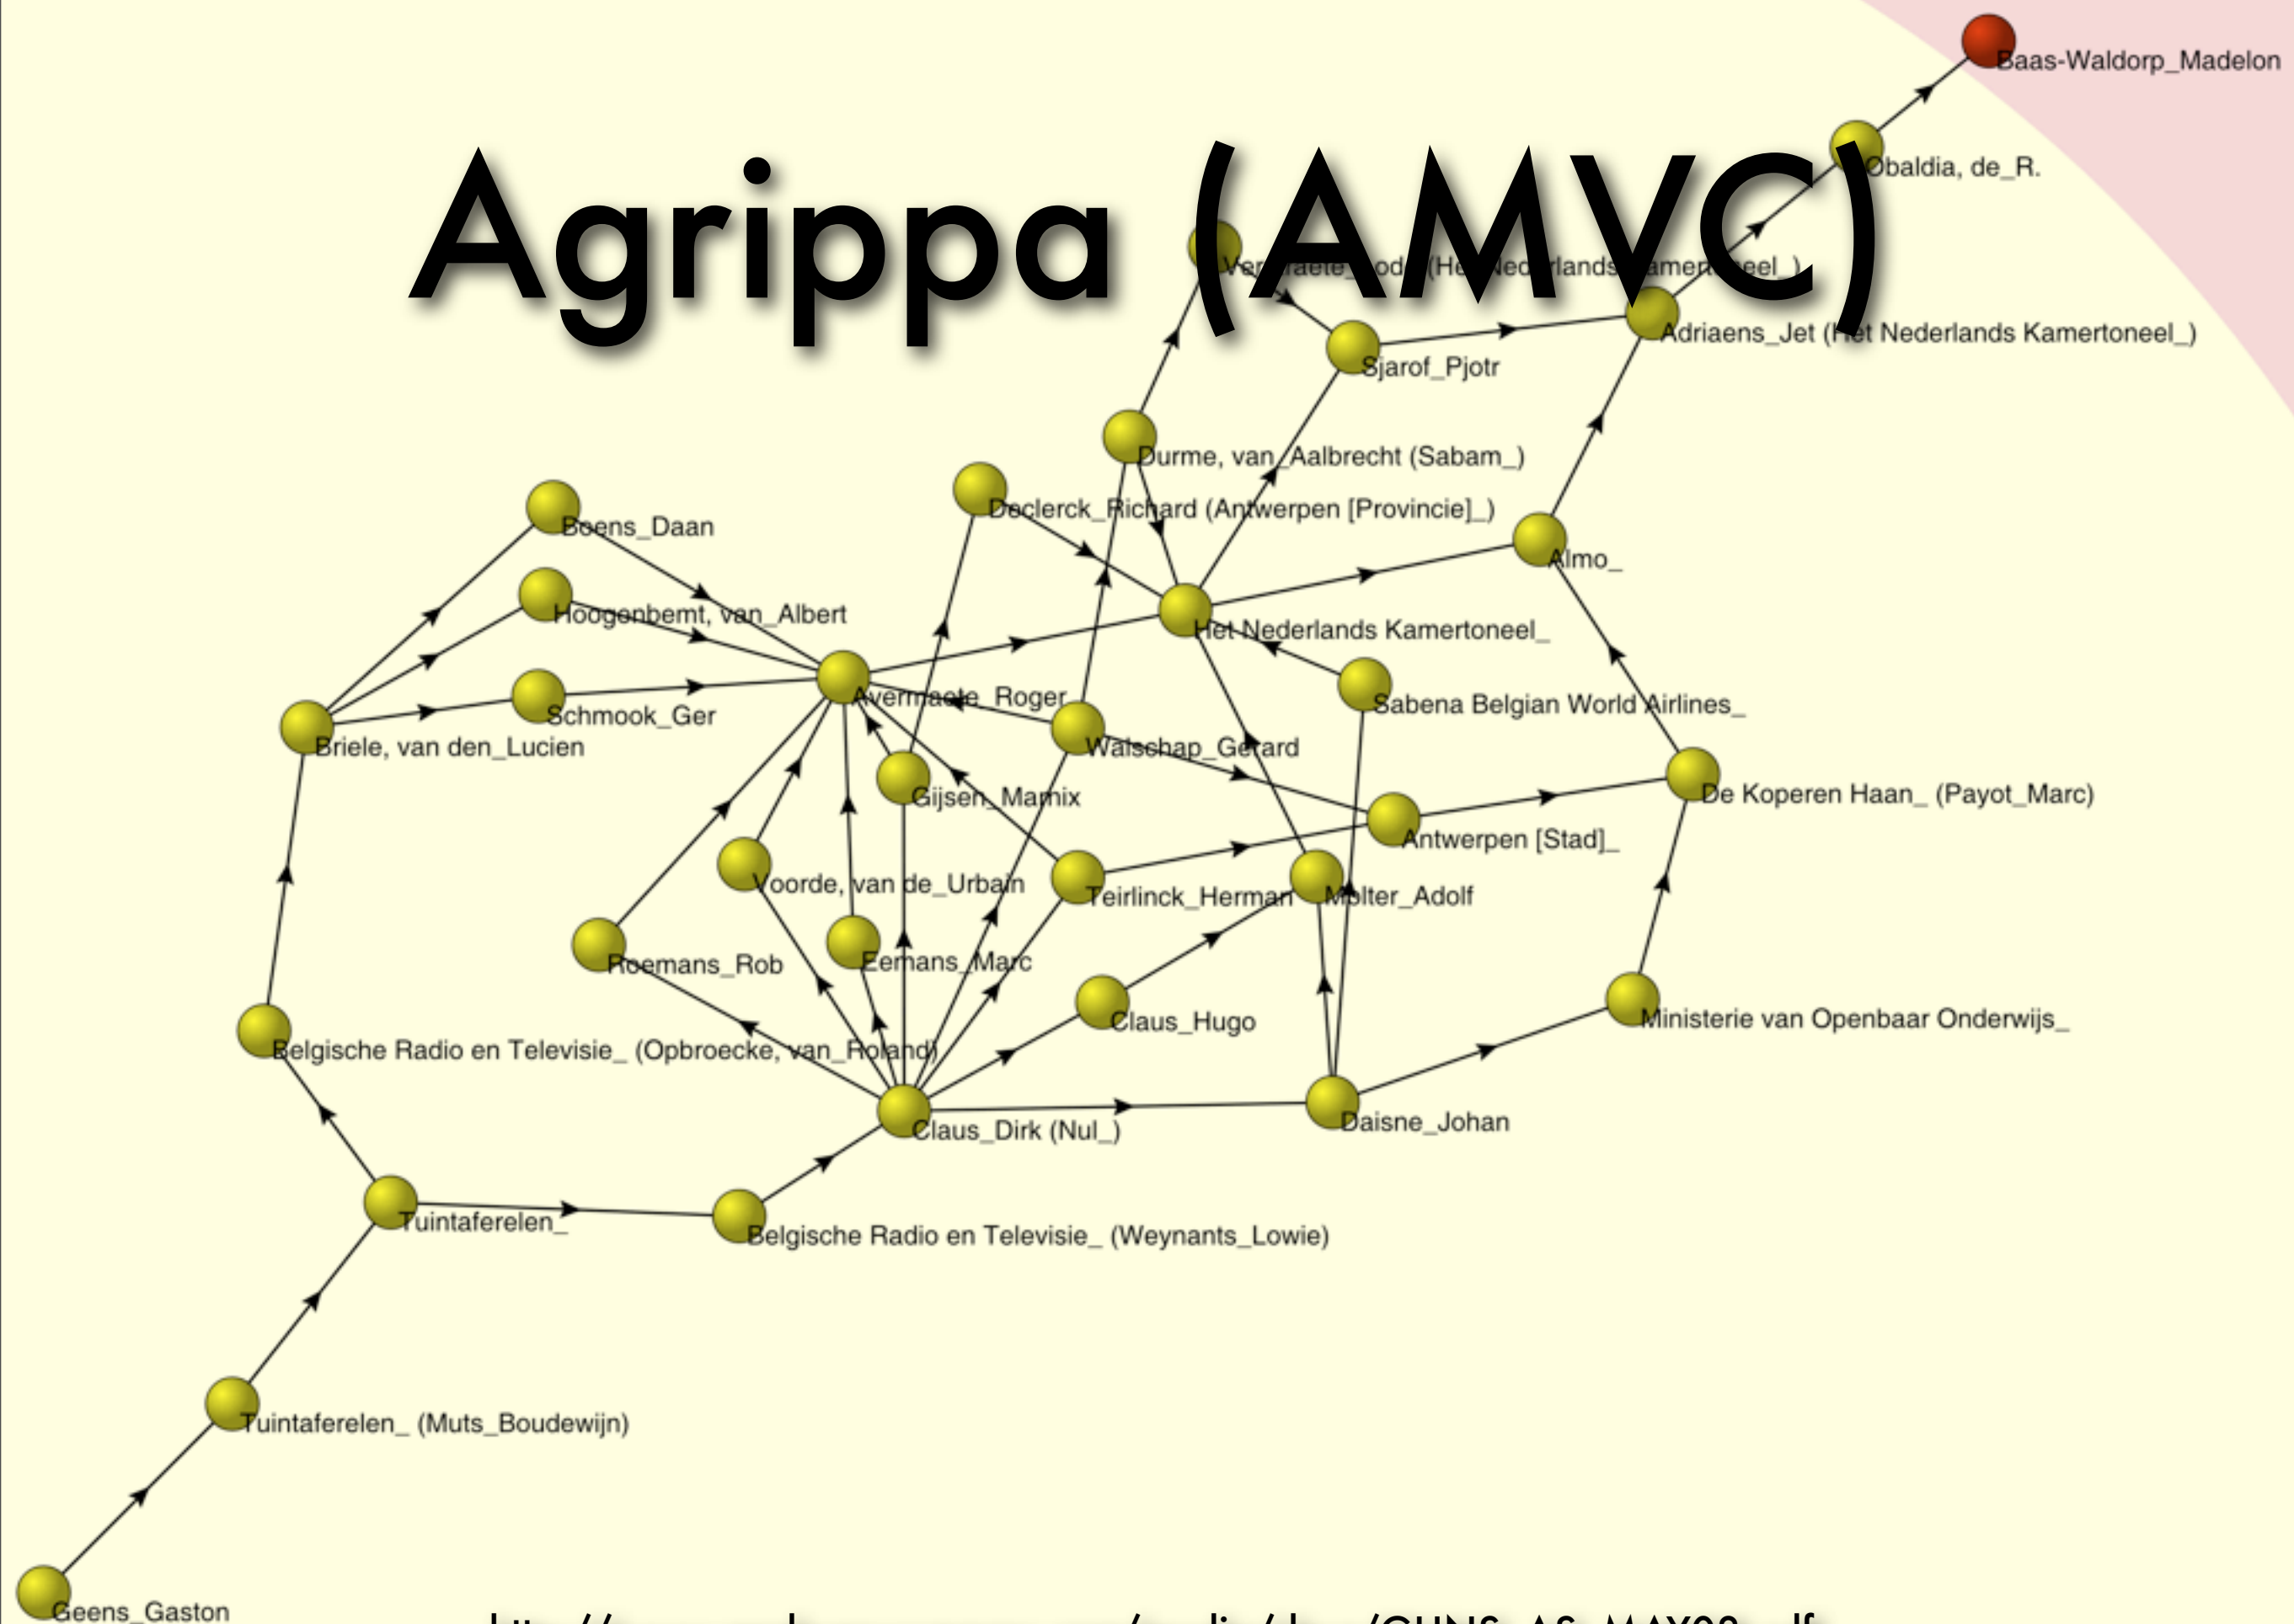 Baas-Waldorp_Madelon
Obaldia, de_R.
Agrippa (AMVC)
(Het Nederlands Kamertoneel_)
Adriaens_Jet (Het Nederlands Kamertoneel_)
Sjarof_Pjotr
Durme, van_Aalbrecht (Sabam_)
Declerck_Richard (Antwerpen [Provincie]_)
Boens_Daan
Almo_
Hoogenbemt, van_Albert
Het Nederlands Kamertoneel_
Avermaete_Roger
Sabena Belgian World Airlines_
Schmook_Ger
Briele, van den_Lucien
Walschap_Gerard
Gijsen_Marnix
De Koperen Haan_ (Payot_Marc)
Antwerpen [Stad]_
Voorde, van de_Urbain
Teirlinck_Herman
Molter_Adolf
Roemans_Rob
Eemans_Marc
Claus_Hugo
Ministerie van Openbaar Onderwijs_
Belgische Radio en Televisie_ (Opbroecke, van_Roland)
Claus_Dirk (Nul_)
Daisne_Johan
Tuintaferelen_
Belgische Radio en Televisie_ (Weynants_Lowie)
Tuintaferelen_ (Muts_Boudewijn)
Geens_Gaston